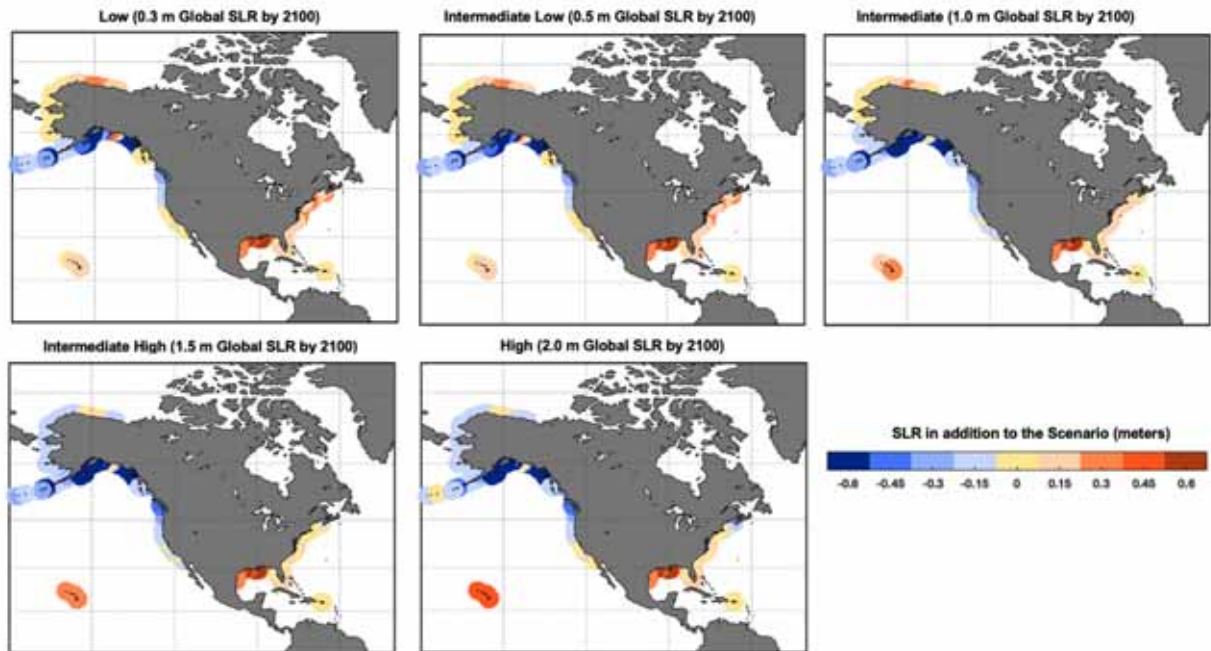 Low (0.3 m Global SLR by 2100)
Intermediate Low (0.5 m Global SLR by 2100)
Intermediate (1.0 m Global SLR by 2100)
Intermediate High (1.5 m Global SLR by 2100)
High (2.0 m Global SLR by 2100)
SLR in addition to the Scenario (meters)
-0.6 -0.45 -0.3 -0.15 0 0.15 0.3 0.45 0.6